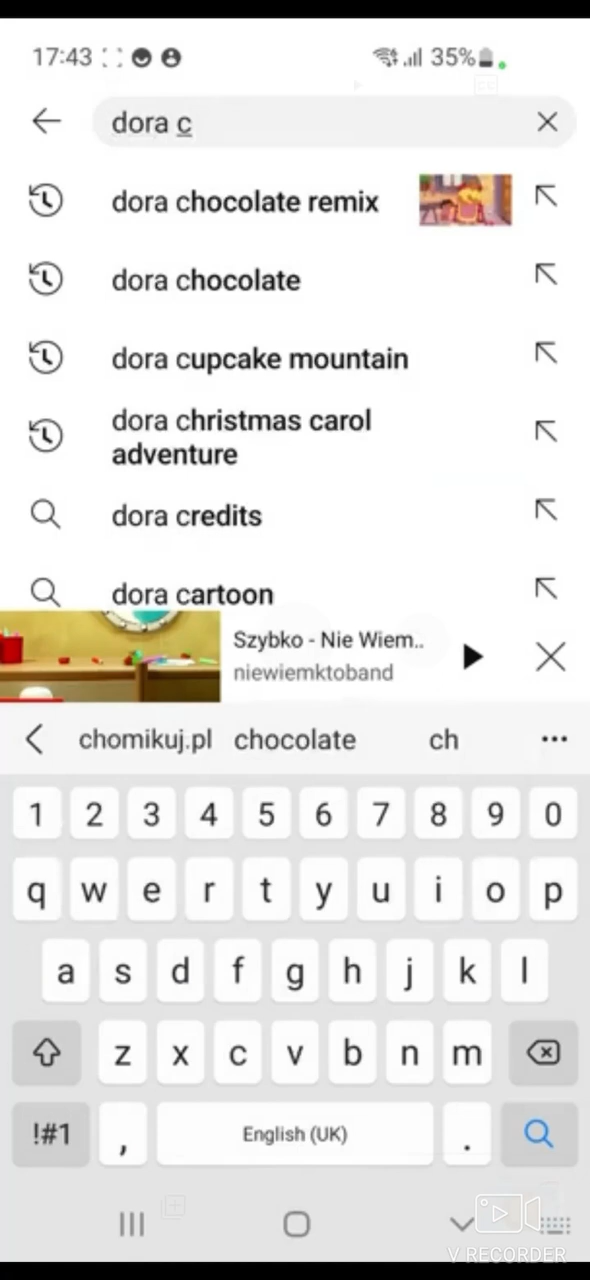 17:43 35%
dora c
dora chocolate remix
dora chocolate
dora cupcake mountain
dora christmas carol
adventure
dora credits
dora cartoon
Szybko - Nie Wiem..
niewiemktoband
chomikuj.pl chocolate ch
1 2 3 4 5 6 7 8 9 0
q w e r t y u i o p
a s d f g h j k l
z x c v b n m
!#1 , English (UK) .
V RECORDER